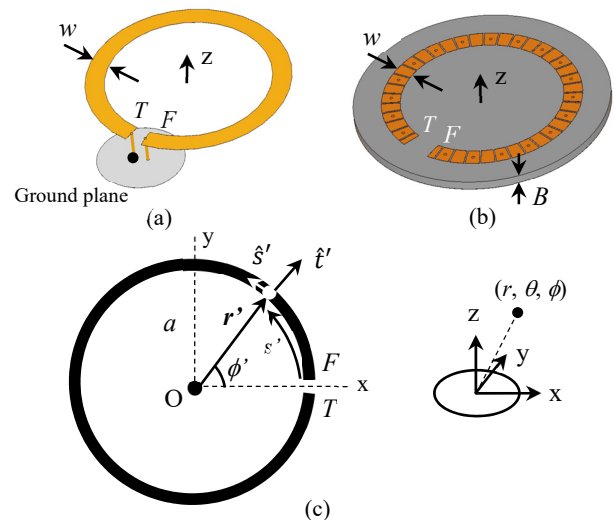 w
z
T
F
Ground plane
(a)
w
z
T
F
B
(b)
y
ŝ′
t̂′
a
r’
s’
ϕ’
F
O
x
T
(r, θ, ϕ)
z
y
x
(c)